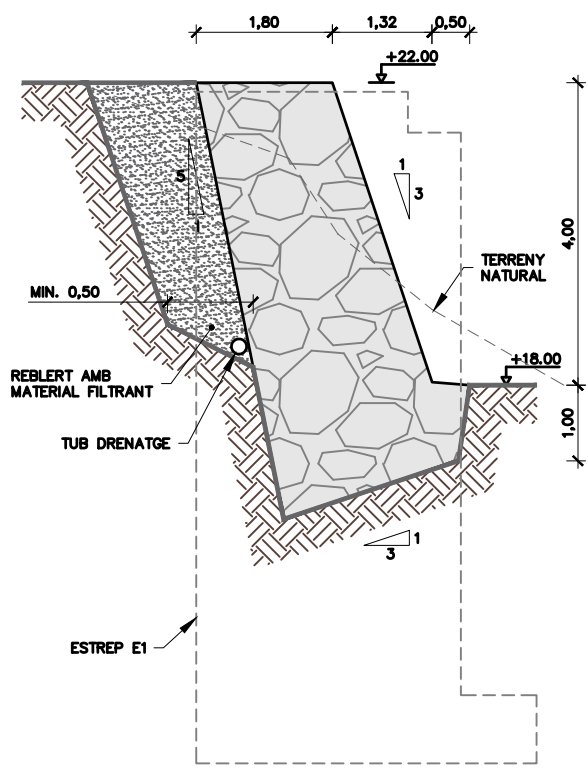 1,80
1,32
0,50
+22.00
5
1
1
3
4,00
TERRENY
NATURAL
MIN. 0,50
+18.00
REBLERT AMB
MATERIAL FILTRANT
1,00
TUB DRENATGE
1
3
ESTREP E1